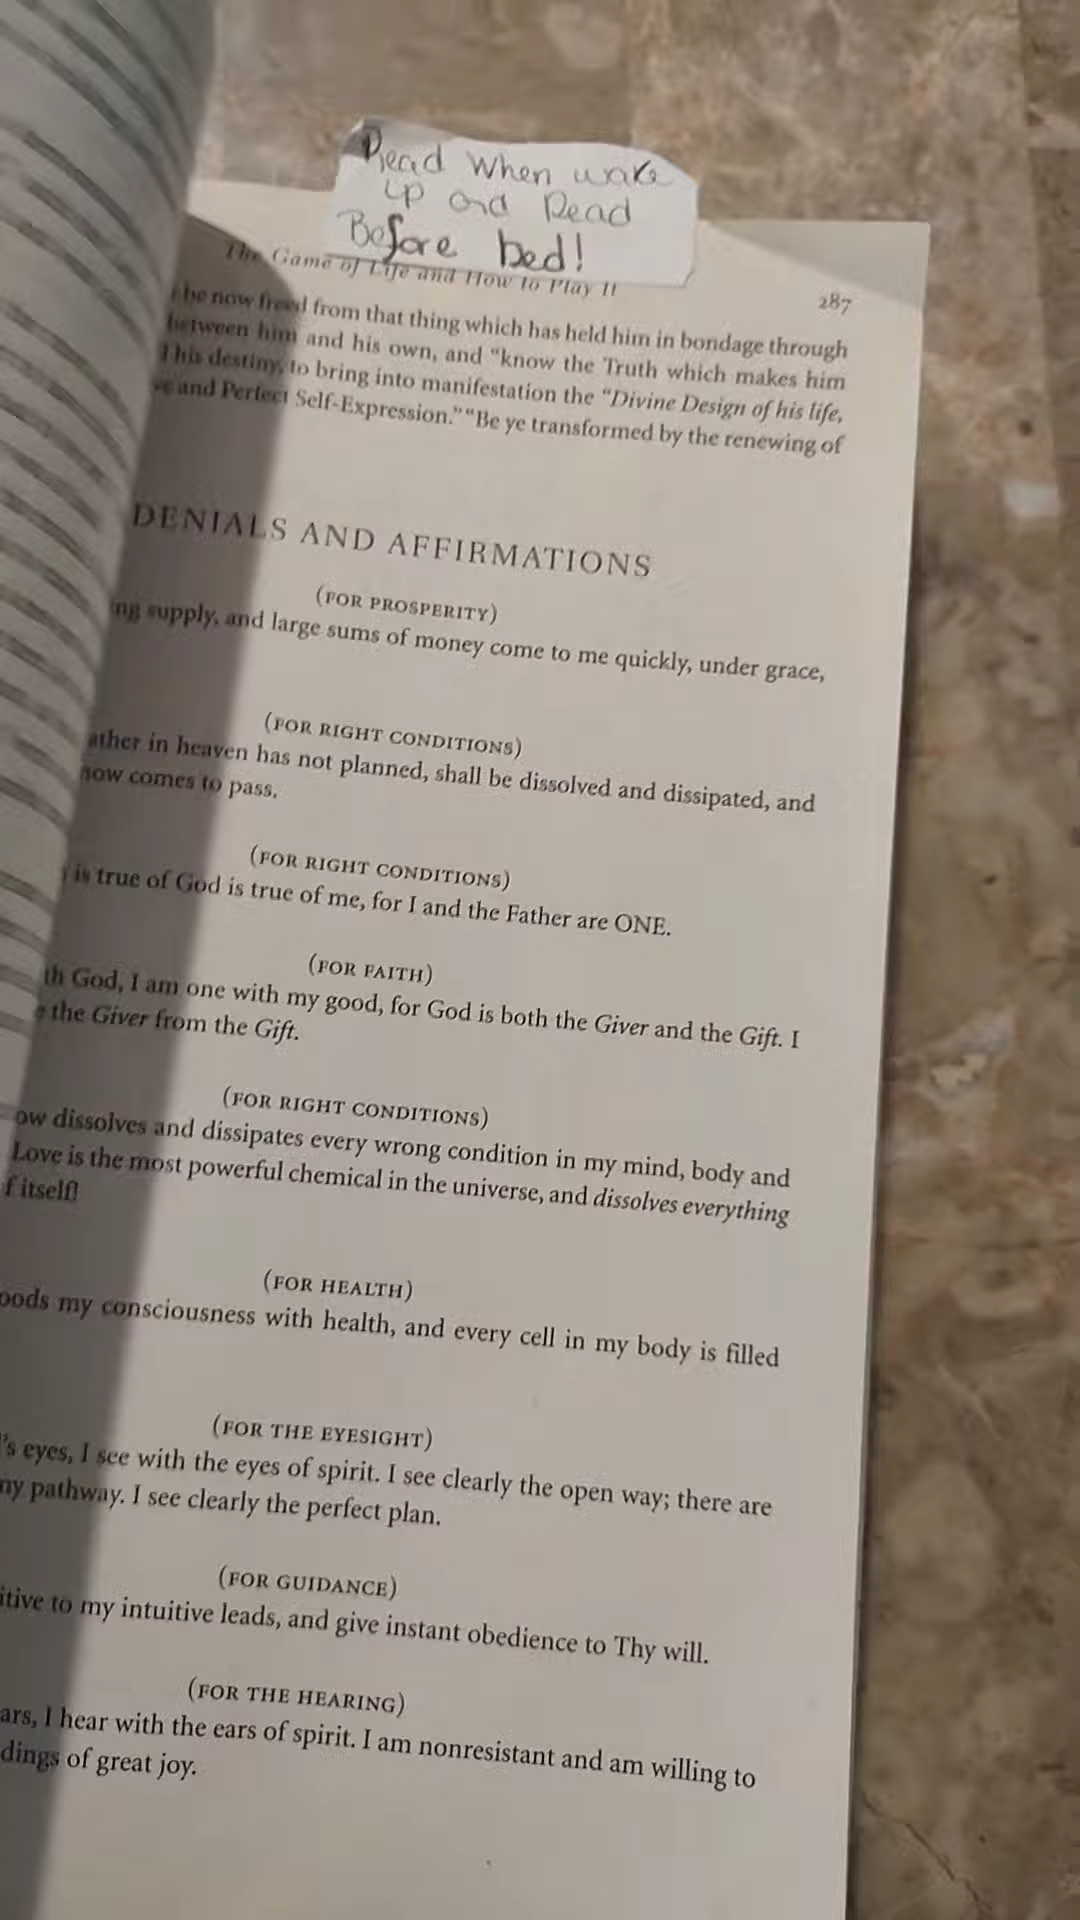 Read When wake
up and Read
Before bed!
The Game of Life and How to Play It
287
be now freed from that thing which has held him in bondage through
between him and his own, and “know the Truth which makes him
his destiny, to bring into manifestation the “Divine Design of his life,
and Perfect Self-Expression.” “Be ye transformed by the renewing of
DENIALS AND AFFIRMATIONS
(FOR PROSPERITY)
ing supply, and large sums of money come to me quickly, under grace,
(FOR RIGHT CONDITIONS)
ather in heaven has not planned, shall be dissolved and dissipated, and
now comes to pass.
(FOR RIGHT CONDITIONS)
is true of God is true of me, for I and the Father are ONE.
(FOR FAITH)
th God, I am one with my good, for God is both the Giver and the Gift. I
the Giver from the Gift.
(FOR RIGHT CONDITIONS)
ow dissolves and dissipates every wrong condition in my mind, body and
Love is the most powerful chemical in the universe, and dissolves everything
f itself!
(FOR HEALTH)
oods my consciousness with health, and every cell in my body is filled
(FOR THE EYESIGHT)
's eyes, I see with the eyes of spirit. I see clearly the open way; there are
ny pathway. I see clearly the perfect plan.
(FOR GUIDANCE)
itive to my intuitive leads, and give instant obedience to Thy will.
(FOR THE HEARING)
ars, I hear with the ears of spirit. I am nonresistant and am willing to
dings of great joy.